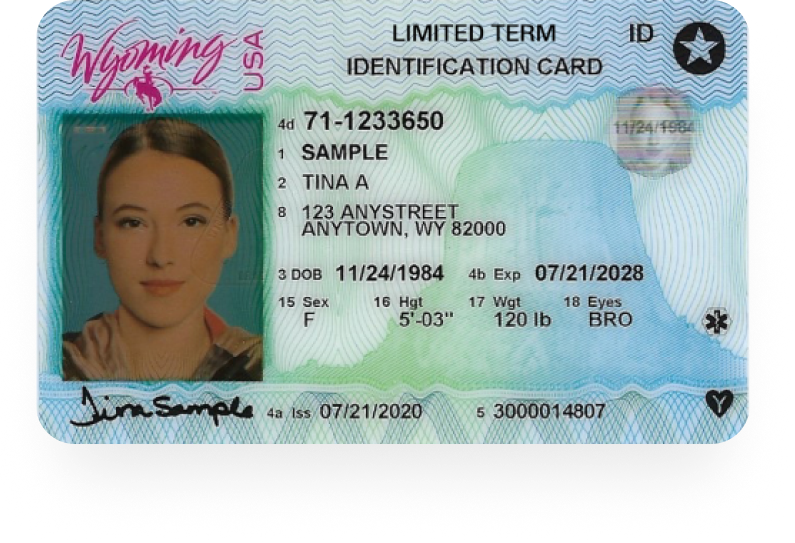 Wyoming USA
LIMITED TERM ID
IDENTIFICATION CARD
4d 71-1233650
11/24/1984
1 SAMPLE
2 TINA A
8 123 ANYSTREET
ANYTOWN, WY 82000
3 DOB 11/24/1984 4b Exp 07/21/2028
15 Sex 16 Hgt 17 Wgt 18 Eyes
F 5'-03" 120 lb BRO
Tina Sample 4a Iss 07/21/2020 5 3000014807
Y